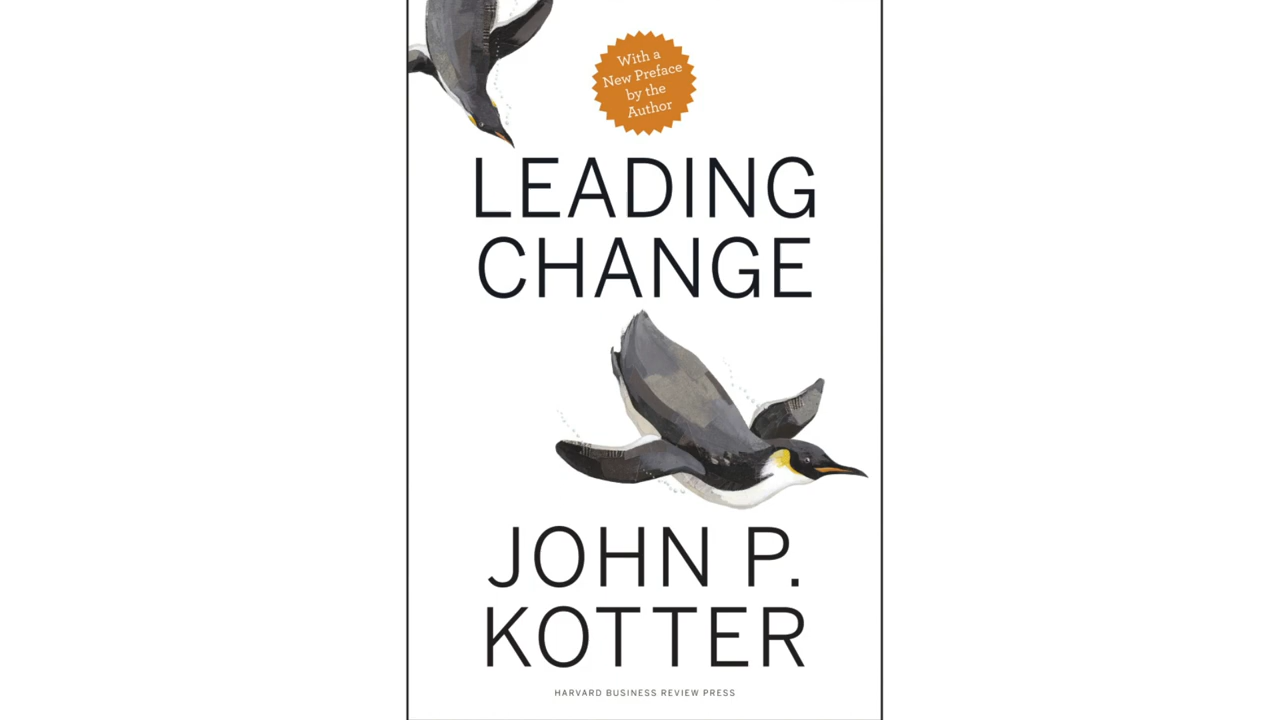 With a
New Preface
by the
Author
LEADING
CHANGE
JOHN P.
KOTTER
HARVARD BUSINESS REVIEW PRESS